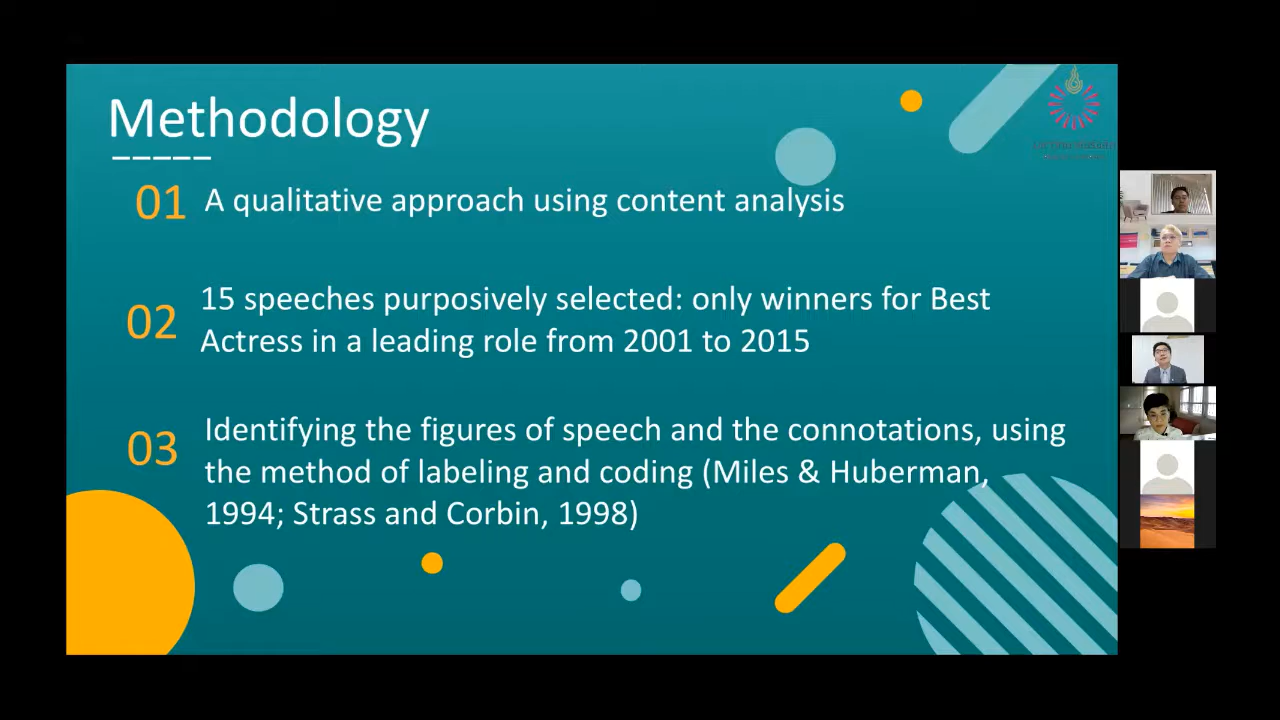 Methodology
01 A qualitative approach using content analysis
02 15 speeches purposively selected: only winners for Best
Actress in a leading role from 2001 to 2015
03 Identifying the figures of speech and the connotations, using
the method of labeling and coding (Miles & Huberman,
1994; Strass and Corbin, 1998)